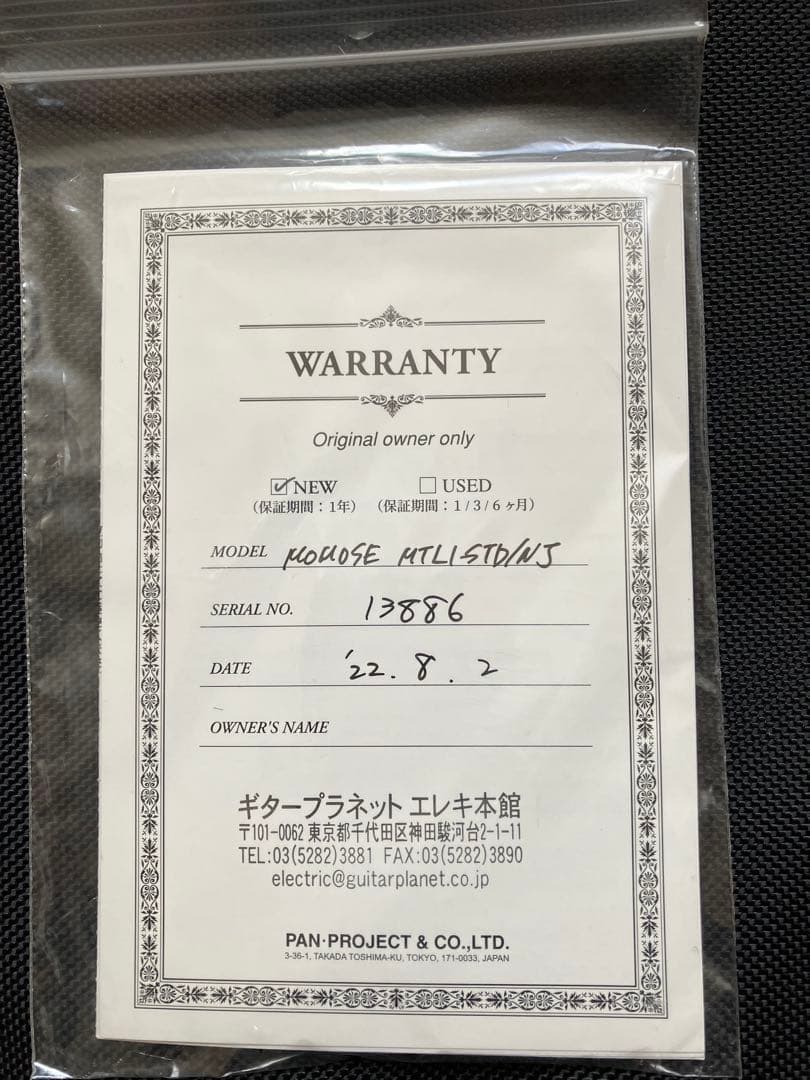 WARRANTY
Original owner only
☑NEW ☐USED
(保証期間：1年) (保証期間：1/3/6ヶ月)
MODEL MOMOSE MTL1-STD/NJ
SERIAL NO. 13886
DATE '22. 8. 2
OWNER'S NAME
ギタープラネット エレキ本館
〒101-0062 東京都千代田区神田駿河台2-1-11
TEL:03(5282)3881 FAX:03(5282)3890
electric@guitarplanet.co.jp
PAN·PROJECT & CO.,LTD.
3-36-1, TAKADA TOSHIMA-KU, TOKYO, 171-0033, JAPAN